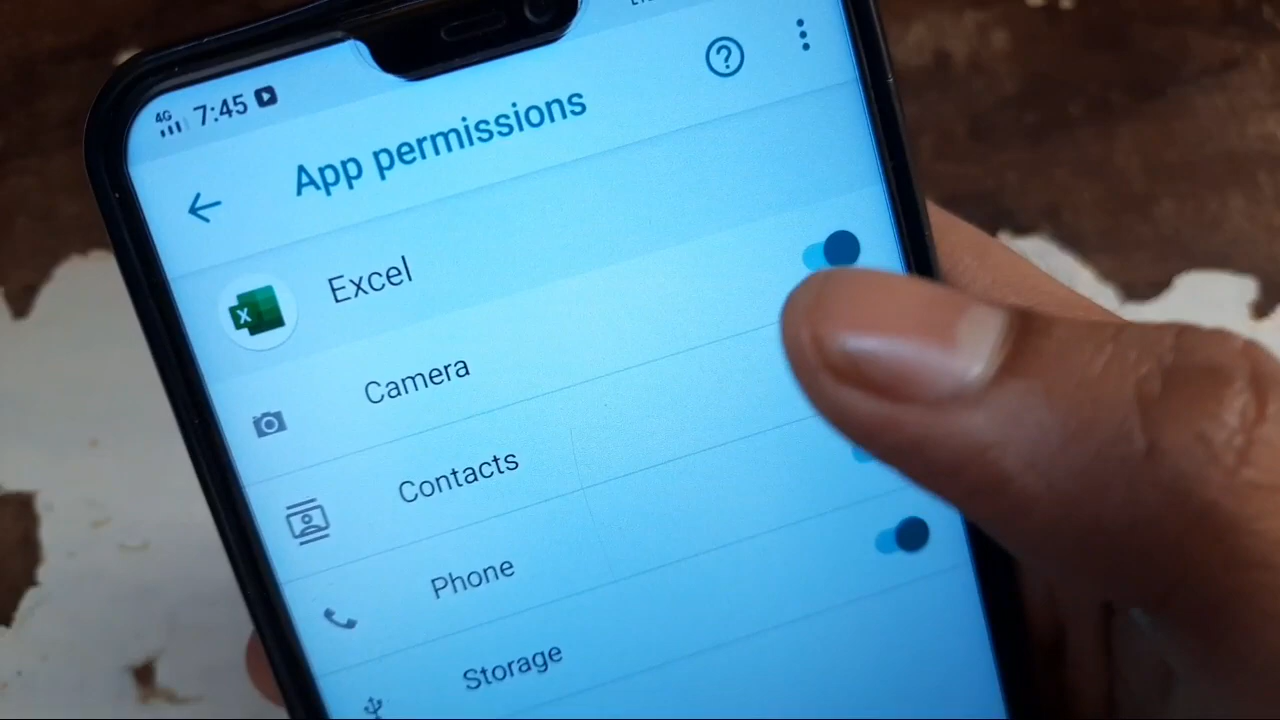 4G 7:45
App permissions
X Excel
Camera
Contacts
Phone
Storage